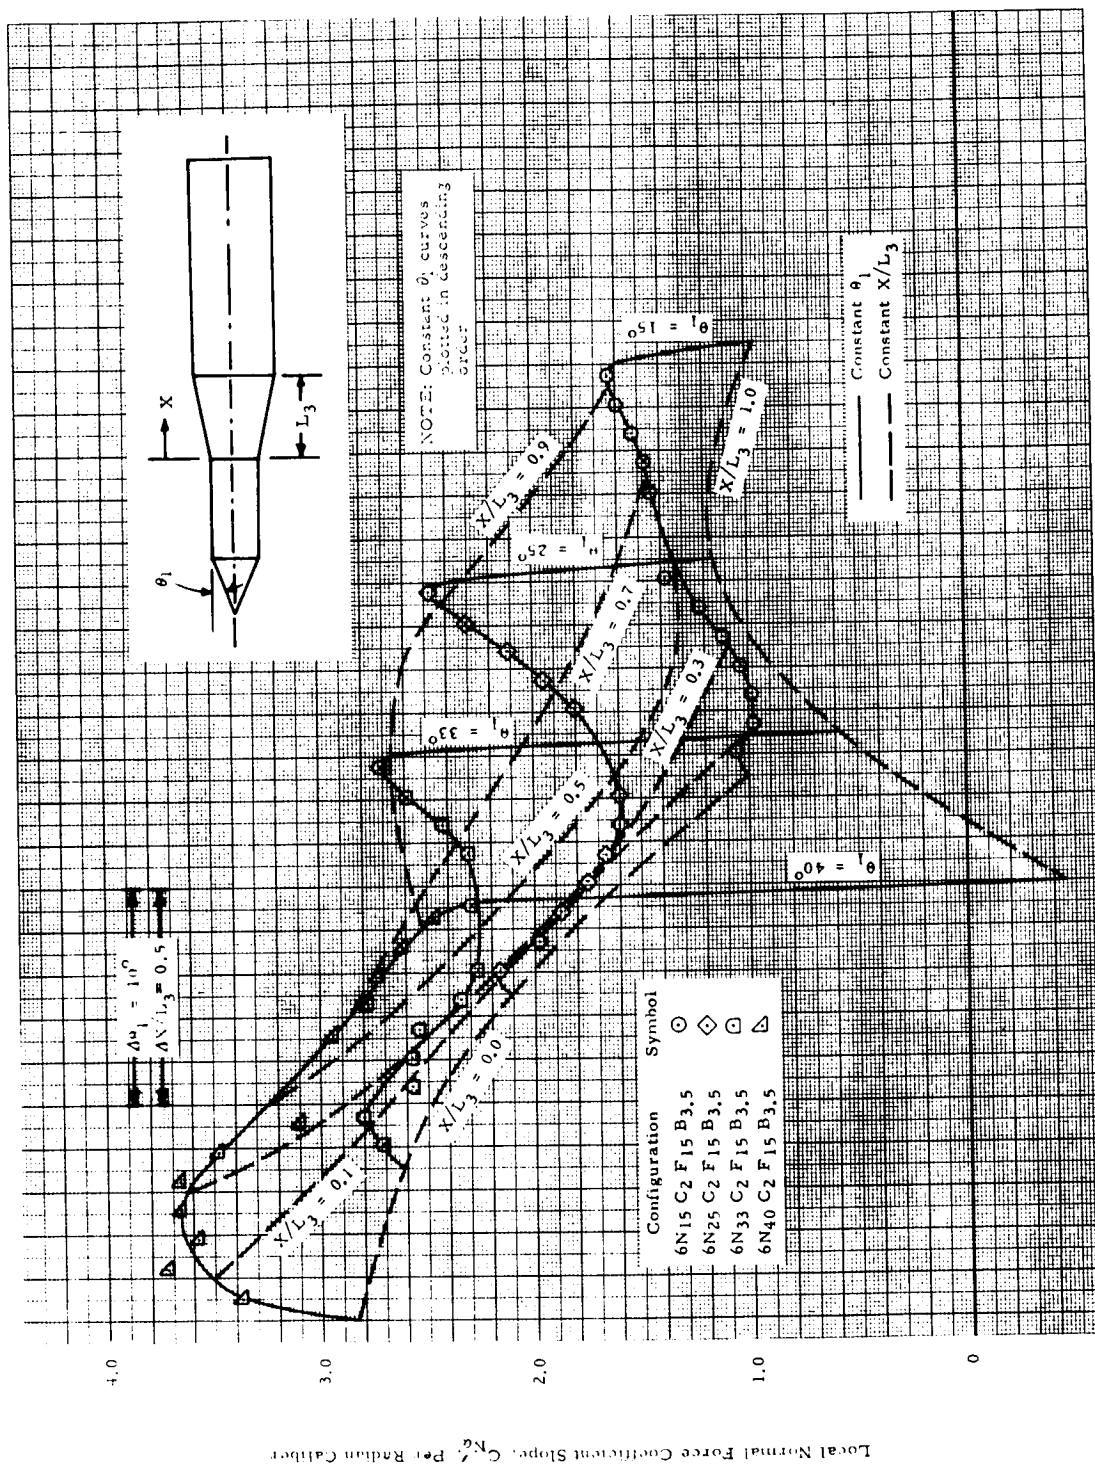 4.0
3.0
2.0
1.0
0
Local Normal Force Coefficient Slope, C′Nα, Per Radian Caliber
θ1
X
L3
NOTE: Constant θ1 curves
plotted in descending
order
Δθ1 = 10°
ΔX/L3 = 0.5
X/L3 = 0.9
θ1 = 15°
X/L3 = 1.0
θ1 = 25°
X/L3 = 0.7
X/L3 = 0.3
θ1 = 33°
X/L3 = 0.5
θ1 = 40°
X/L3 = 0.0
X/L3 = 0.1
Constant θ1
Constant X/L3
Configuration Symbol
6N15 C2 F15 B3.5
6N25 C2 F15 B3.5
6N33 C2 F15 B3.5
6N40 C2 F15 B3.5